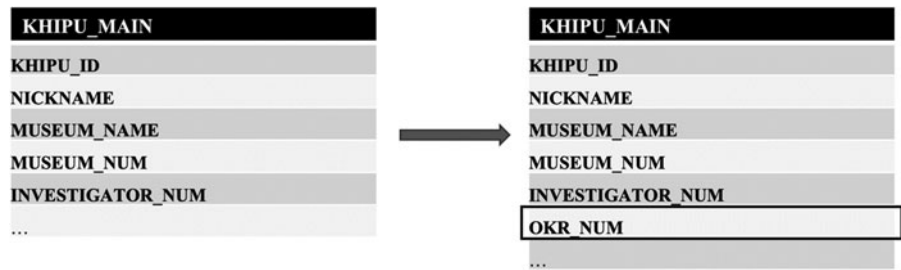 KHIPU_MAIN
KHIPU_ID
NICKNAME
MUSEUM_NAME
MUSEUM_NUM
INVESTIGATOR_NUM
...
KHIPU_MAIN
KHIPU_ID
NICKNAME
MUSEUM_NAME
MUSEUM_NUM
INVESTIGATOR_NUM
OKR_NUM
...